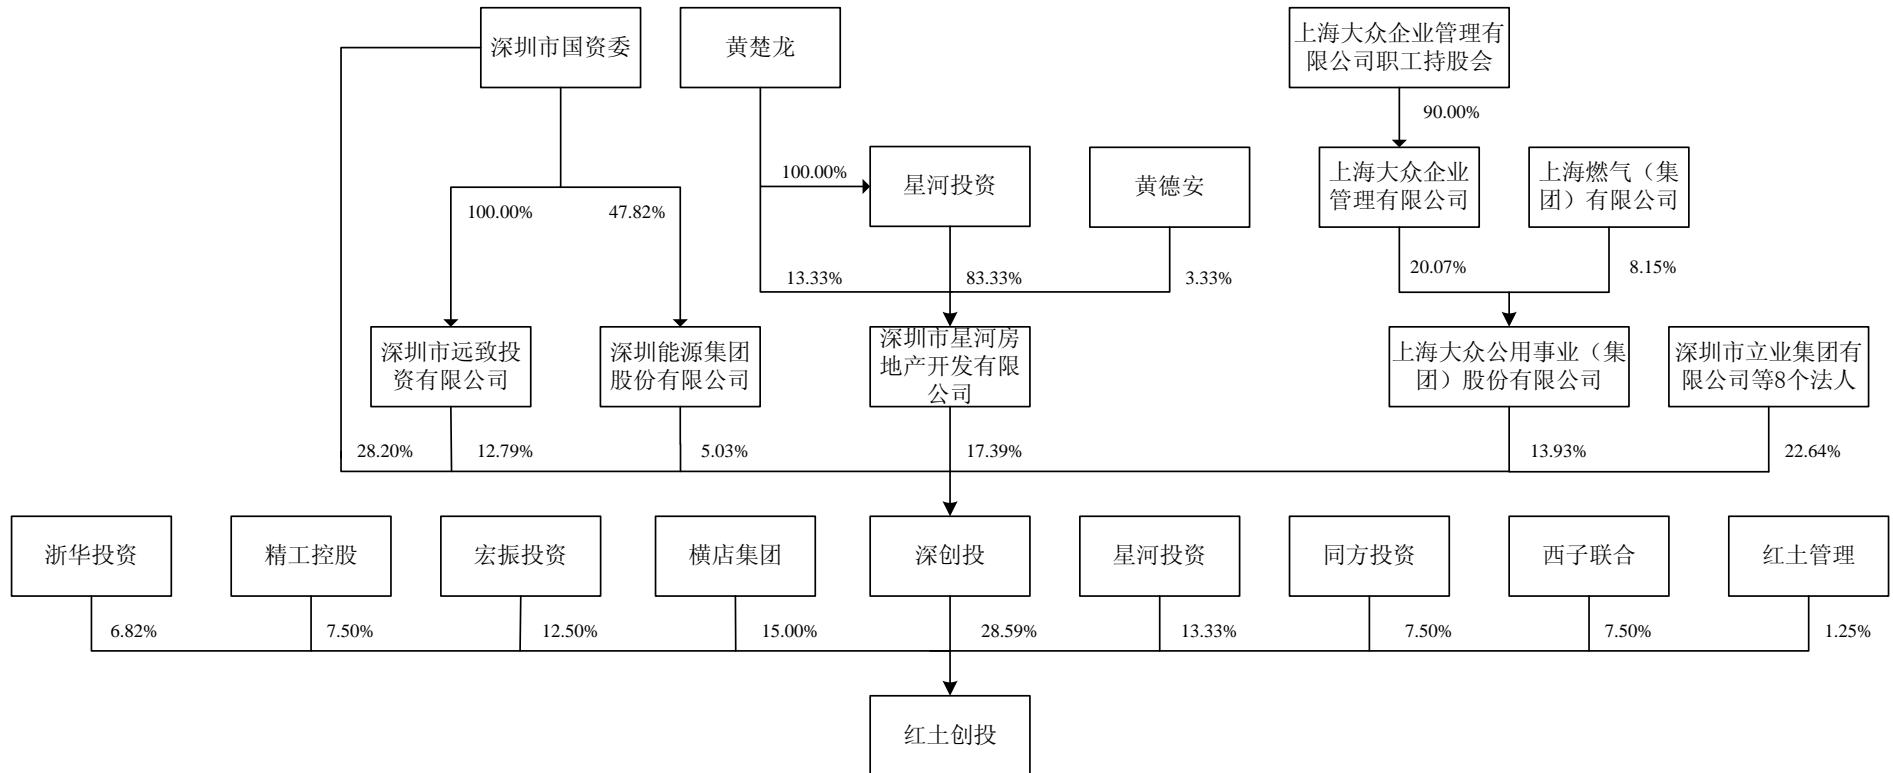 深圳市国资委
黄楚龙
上海大众企业管理有
限公司职工持股会
90.00%
100.00%
星河投资
黄德安
上海大众企业
管理有限公司
上海燃气（集
团）有限公司
100.00%
47.82%
13.33%
83.33%
3.33%
20.07%
8.15%
深圳市远致投
资有限公司
深圳能源集团
股份有限公司
深圳市星河房
地产开发有限
公司
上海大众公用事业（集
团）股份有限公司
深圳市立业集团有
限公司等8个法人
28.20%
12.79%
5.03%
17.39%
13.93%
22.64%
浙华投资
精工控股
宏振投资
横店集团
深创投
星河投资
同方投资
西子联合
红土管理
6.82%
7.50%
12.50%
15.00%
28.59%
13.33%
7.50%
7.50%
1.25%
红土创投